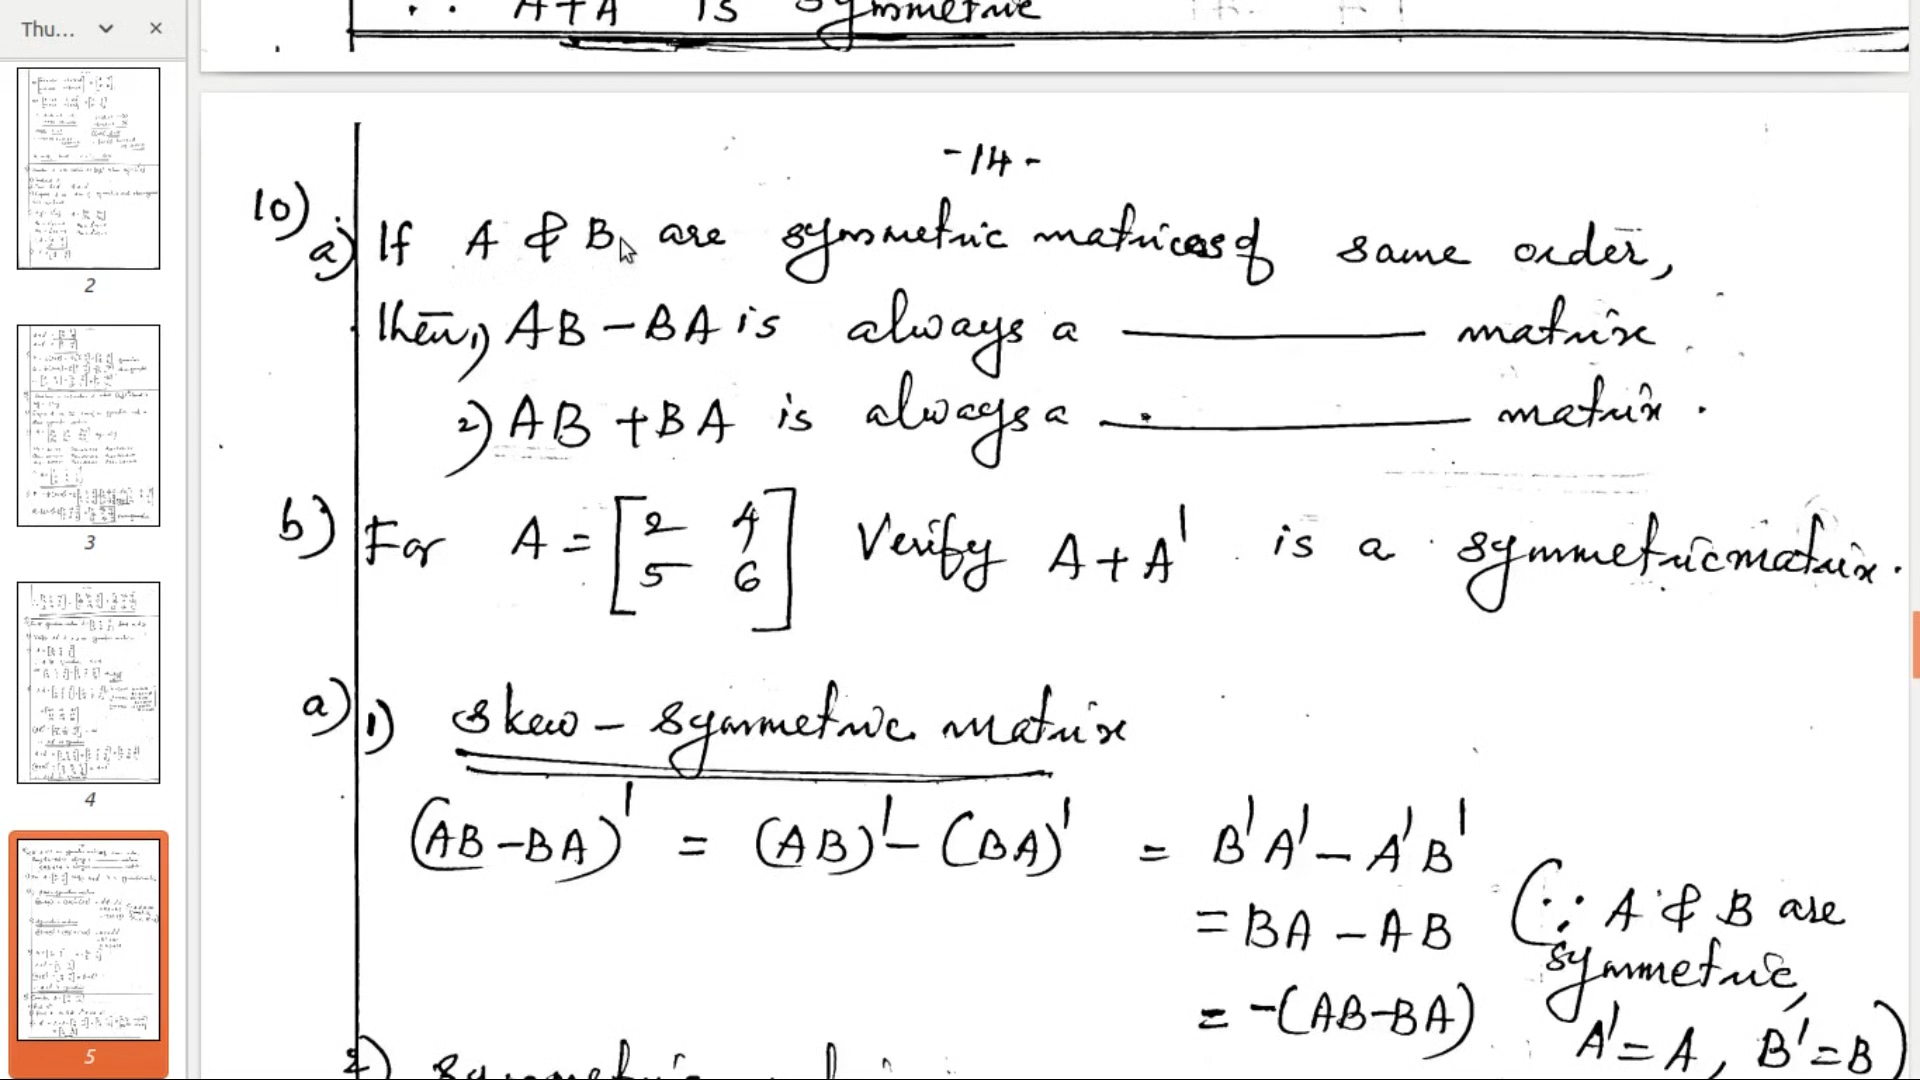 Thu...
∴ A+A' is symmetric
2
3
4
5
-14-
10)
a) If A & B are symmetric matrices of same order,
then, 1) AB - BA is always a ________ matrix
2) AB + BA is always a ________ matrix.
b) For A = [2 4
5 6] Verify A + A' is a symmetric matrix.
a) 1) skew - symmetric matrix
(AB - BA)' = (AB)' - (BA)' = B'A' - A'B'
= BA - AB (∵ A & B are
symmetric,
= -(AB-BA) A' = A, B' = B)
2) symmetric